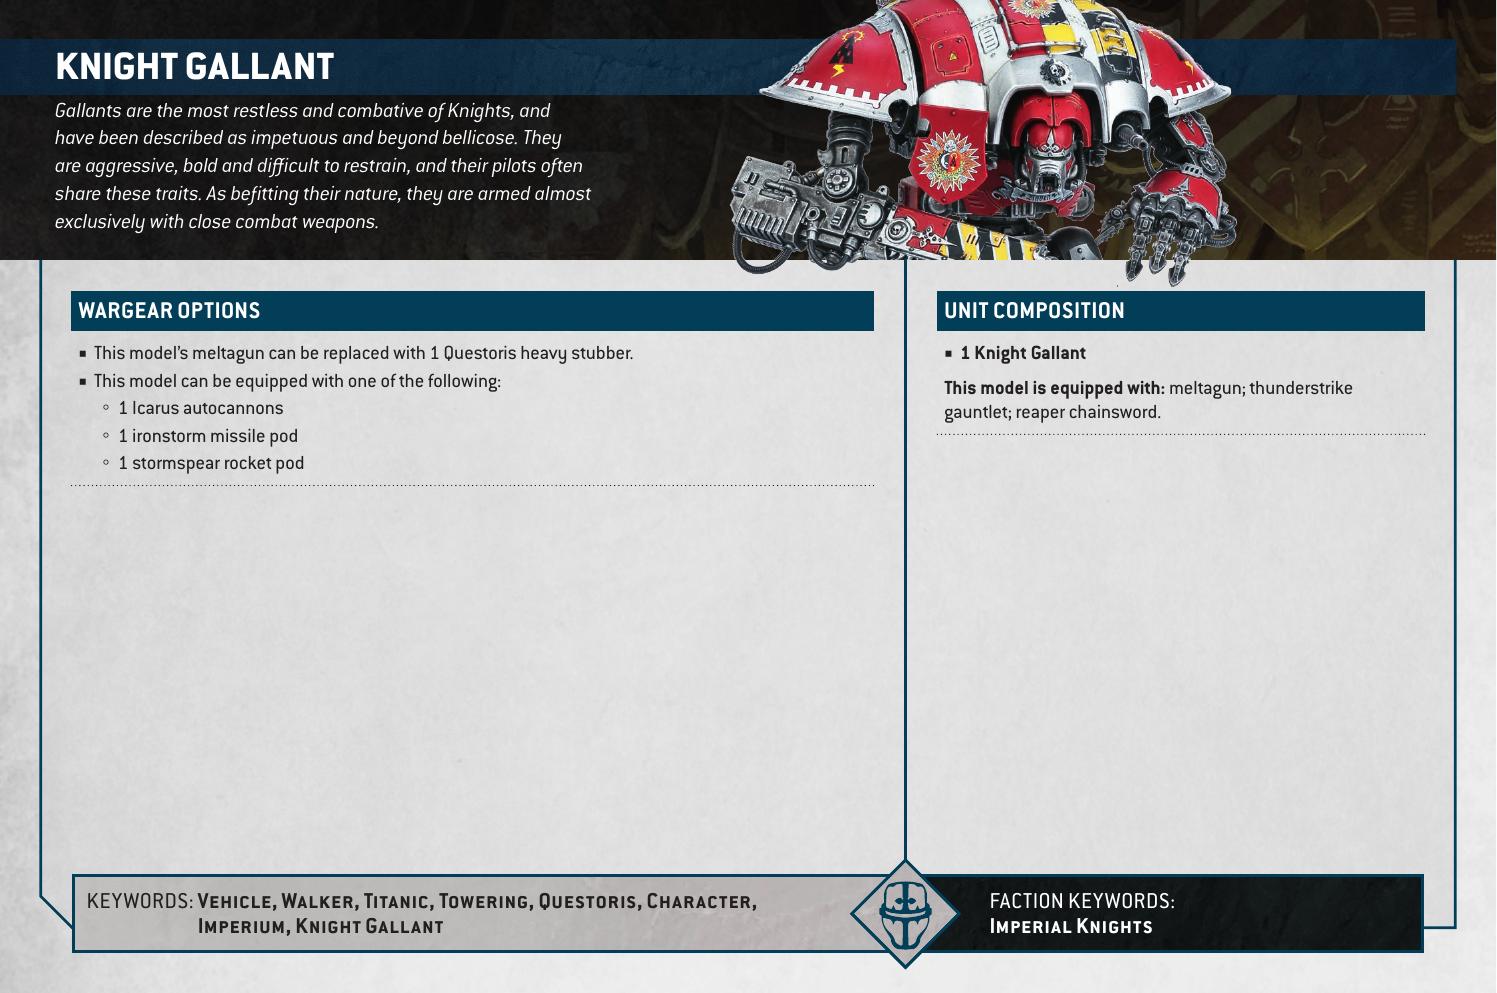 KNIGHT GALLANT
Gallants are the most restless and combative of Knights, and
have been described as impetuous and beyond bellicose. They
are aggressive, bold and difficult to restrain, and their pilots often
share these traits. As befitting their nature, they are armed almost
exclusively with close combat weapons.
WARGEAR OPTIONS
■ This model’s meltagun can be replaced with 1 Questoris heavy stubber.
■ This model can be equipped with one of the following:
◦ 1 Icarus autocannons
◦ 1 ironstorm missile pod
◦ 1 stormspear rocket pod
UNIT COMPOSITION
■ 1 Knight Gallant
This model is equipped with: meltagun; thunderstrike
gauntlet; reaper chainsword.
KEYWORDS: Vehicle, Walker, Titanic, Towering, Questoris, Character,
Imperium, Knight Gallant
FACTION KEYWORDS:
Imperial Knights